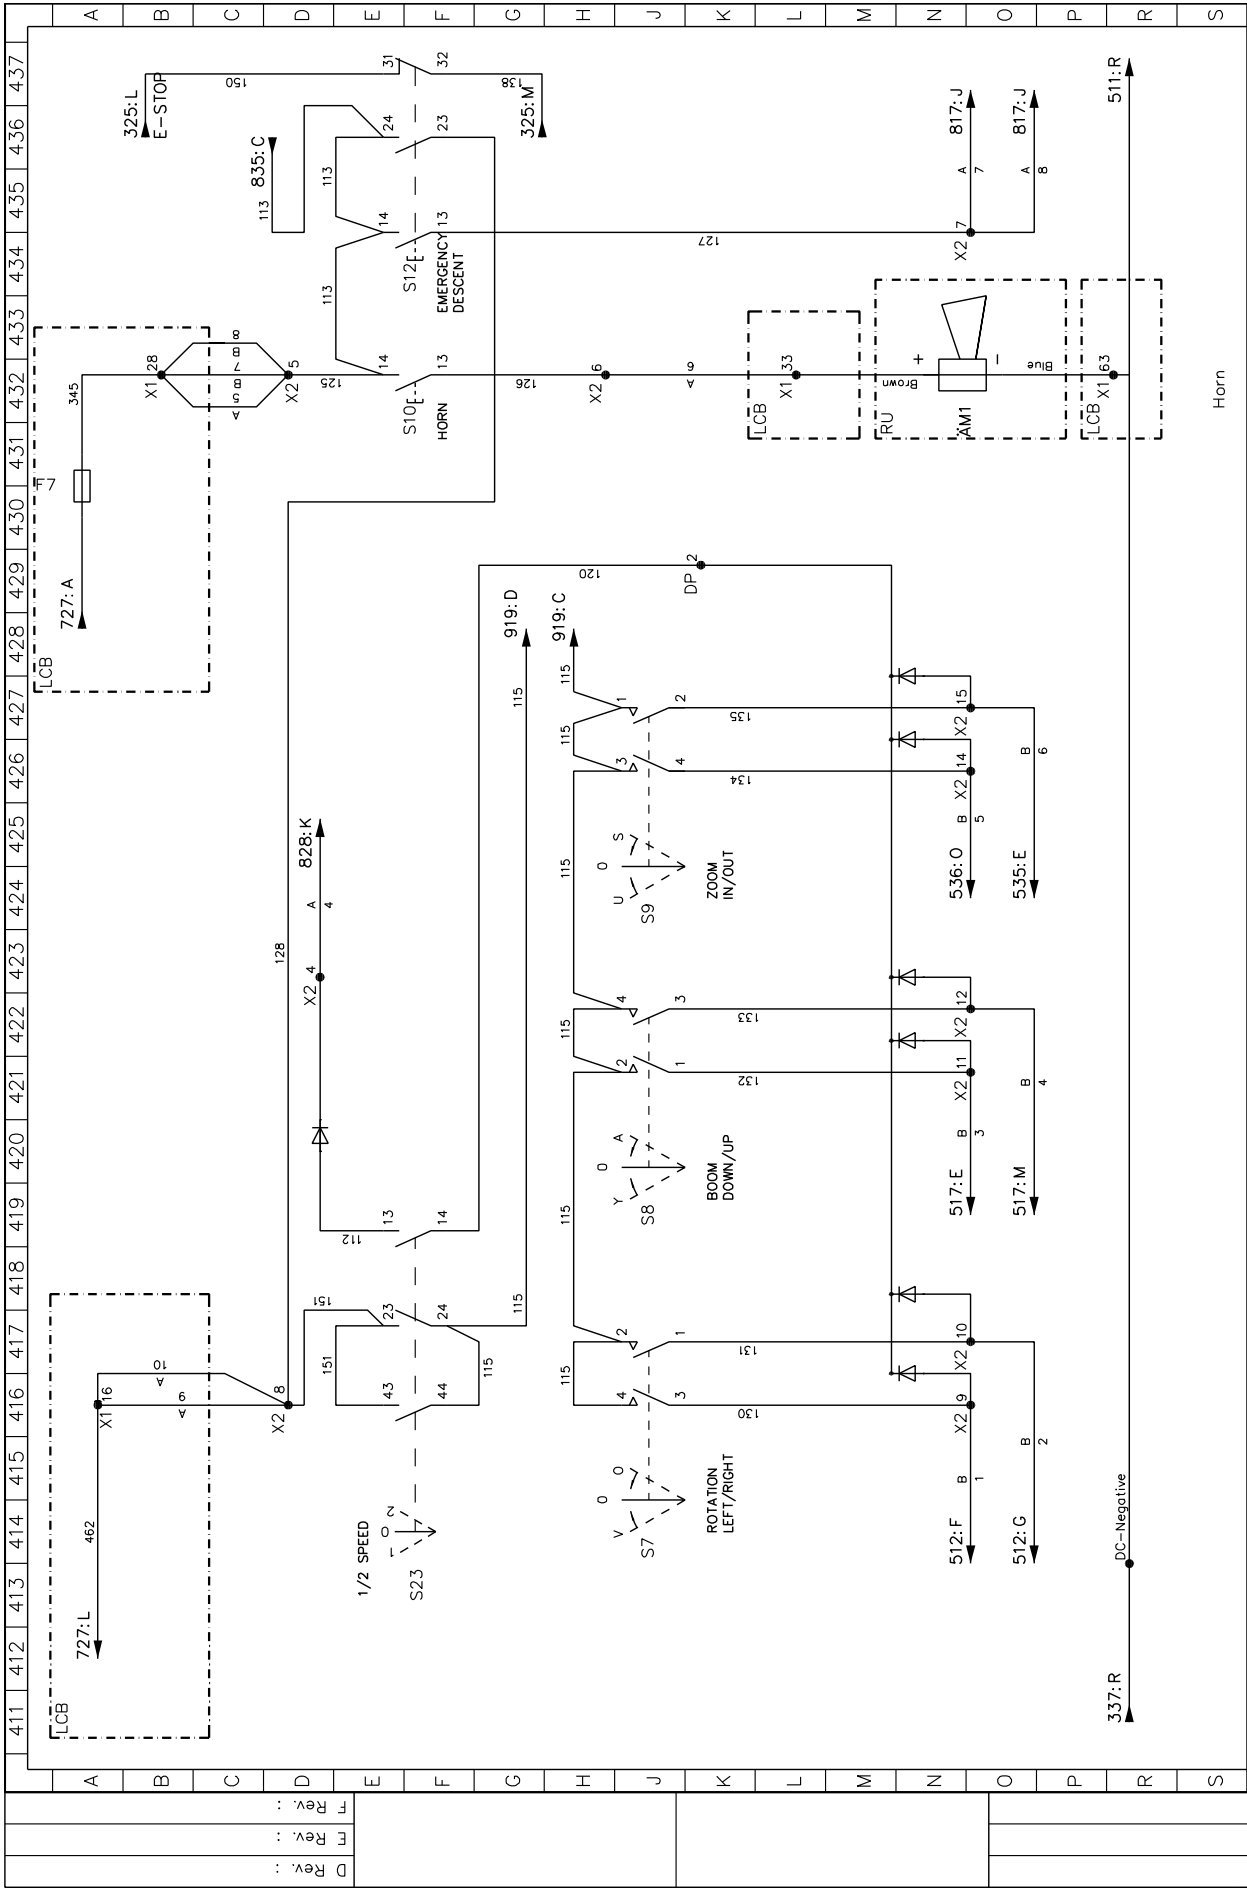 A B C D E F G H J K L M N O P R S
437 436 435 434 433 432 431 430 429 428 427 426 425 424 423 422 421 420 419 418 417 416 415 414 413 412 411
325:L
E-STOP
150
31
32
138
325:M
835:C
113
24
23
113
14
13
S12
EMERGENCY
DESCENT
127
X2 7
A
7
817:J
A
8
817:J
511:R
113
LCB
345
F7
727:A
X1 28
B
8
B
7
A
5
X2 5
125
14
13
S10
HORN
126
X2 6
A
6
LCB
X1 33
RU
Brown
+
-
ÄM1
Blue
LCB
X1 63
Horn
DP 2
120
919:D
115
919:C
115
1
2
135
X2 15
115
3
4
134
X2 14
B
6
B
5
536:O
535:E
115
U
O
S
S9
ZOOM
IN/OUT
828:K
A
4
X2 4
128
4
3
133
X2 12
115
2
1
132
X2 11
B
4
B
3
517:E
517:M
115
Y
O
A
S8
BOOM
DOWN/UP
112
13
14
LCB
462
727:L
X1 16
A
10
A
9
X2 8
151
23
24
115
151
43
44
115
1/2 SPEED
1
O
2
S23
2
1
131
X2 10
115
4
3
130
X2 9
B
2
B
1
512:F
512:G
V
O
O
S7
ROTATION
LEFT/RIGHT
DC-Negative
337:R
A B C D E F G H J K L M N O P R S
F Rev. :
E Rev. :
D Rev. :